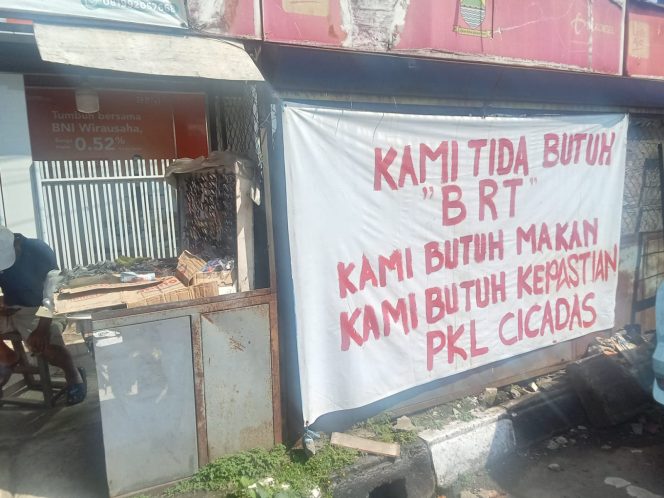 Tumbuh bersama
BNI Wirausaha,
0.52%
KAMI TIDA BUTUH
"BRT"
KAMI BUTUH MAKAN
KAMI BUTUH KEPASTIAN
PKL CICADAS